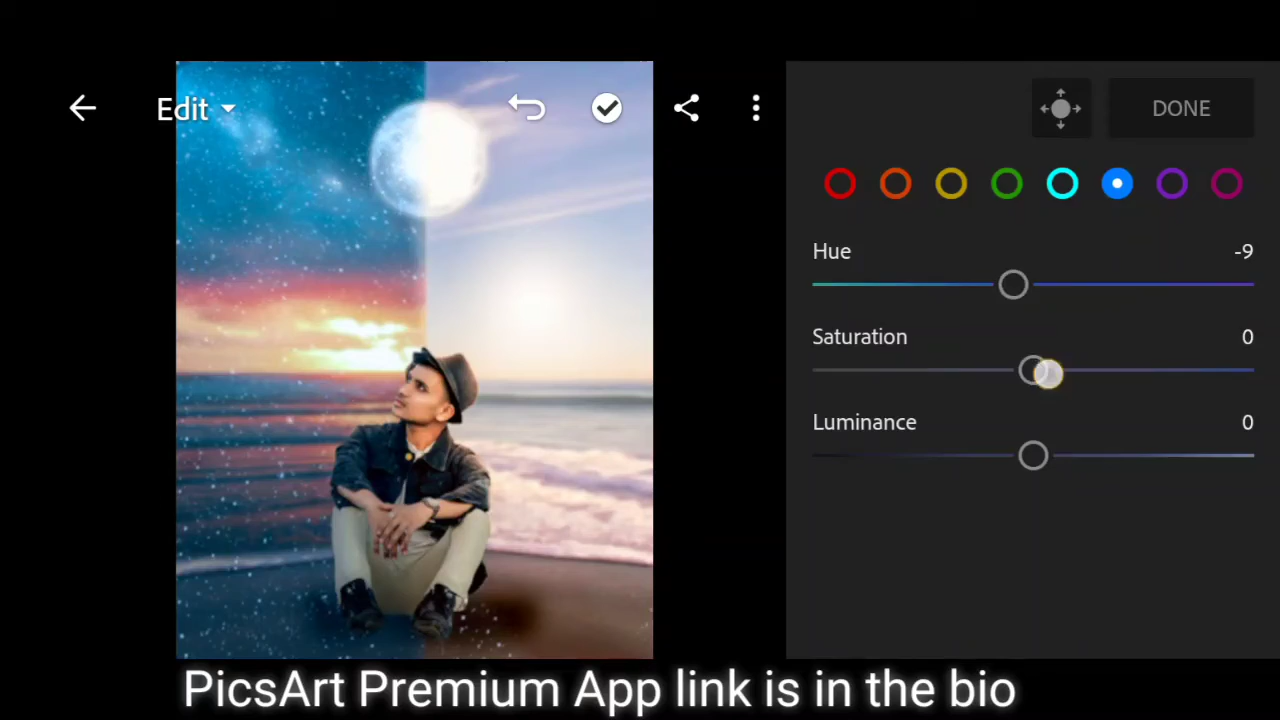 Edit
DONE
Hue -9
Saturation 0
Luminance 0
PicsArt Premium App link is in the bio